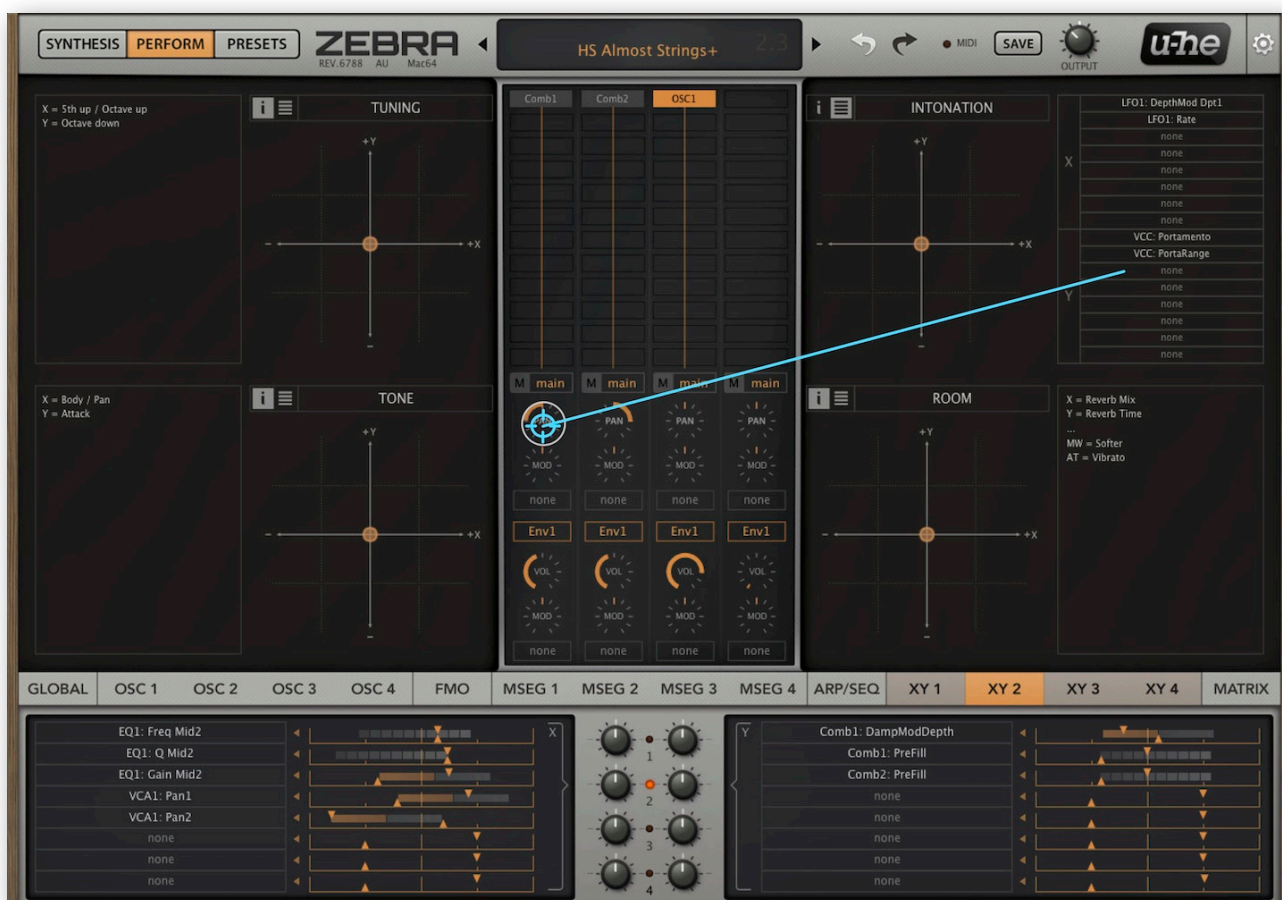 SYNTHESIS PERFORM PRESETS
ZEBRA
REV.6788 AU Mac64
HS Almost Strings+
2.3
MIDI
SAVE
OUTPUT
u-he
X = 5th up / Octave up
Y = Octave down
i TUNING
+Y
- +X
-
X = Body / Pan
Y = Attack
i TONE
+Y
- +X
-
Comb1 Comb2 OSC1
M main M main M main M main
PAN PAN PAN
MOD MOD MOD MOD
none none none none
Env1 Env1 Env1 Env1
VOL VOL VOL VOL
MOD MOD MOD MOD
none none none none
i INTONATION
+Y
- +X
-
X
LFO1: DepthMod Dpt1
LFO1: Rate
none
none
none
none
none
none
Y
VCC: Portamento
VCC: PortaRange
none
none
none
none
none
none
i ROOM
+Y
- +X
-
X = Reverb Mix
Y = Reverb Time
...
MW = Softer
AT = Vibrato
GLOBAL OSC 1 OSC 2 OSC 3 OSC 4 FMO MSEG 1 MSEG 2 MSEG 3 MSEG 4 ARP/SEQ XY 1 XY 2 XY 3 XY 4 MATRIX
X
EQ1: Freq Mid2
EQ1: Q Mid2
EQ1: Gain Mid2
VCA1: Pan1
VCA1: Pan2
none
none
none
1
2
3
4
Y
Comb1: DampModDepth
Comb1: PreFill
Comb2: PreFill
none
none
none
none
none